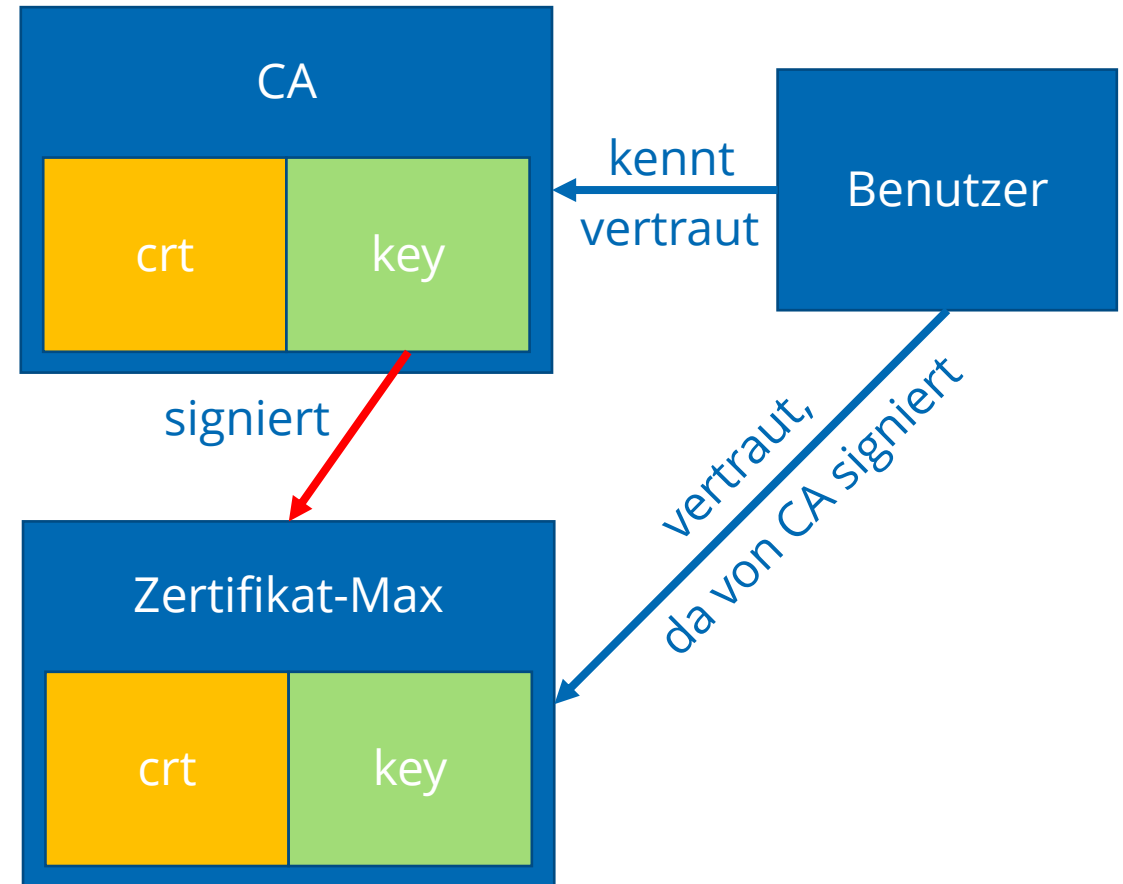 CA
crt
key
kennt
vertraut
Benutzer
signiert
vertraut,
da von CA signiert
Zertifikat-Max
crt
key